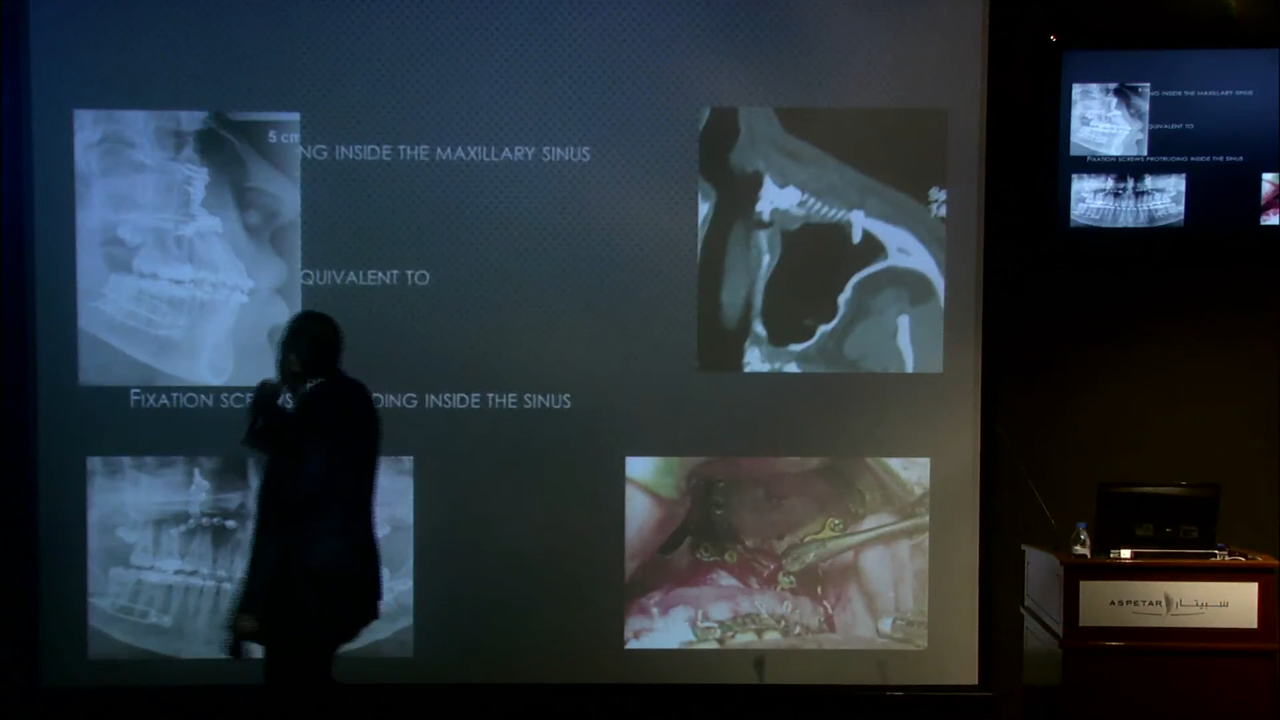 5 cm
NG INSIDE THE MAXILLARY SINUS
QUIVALENT TO
FIXATION SCREWS DING INSIDE THE SINUS
NG INSIDE THE MAXILLARY SINUS
QUIVALENT TO
FIXATION SCREWS PROTRUDING INSIDE THE SINUS
ASPETAR سبيتار